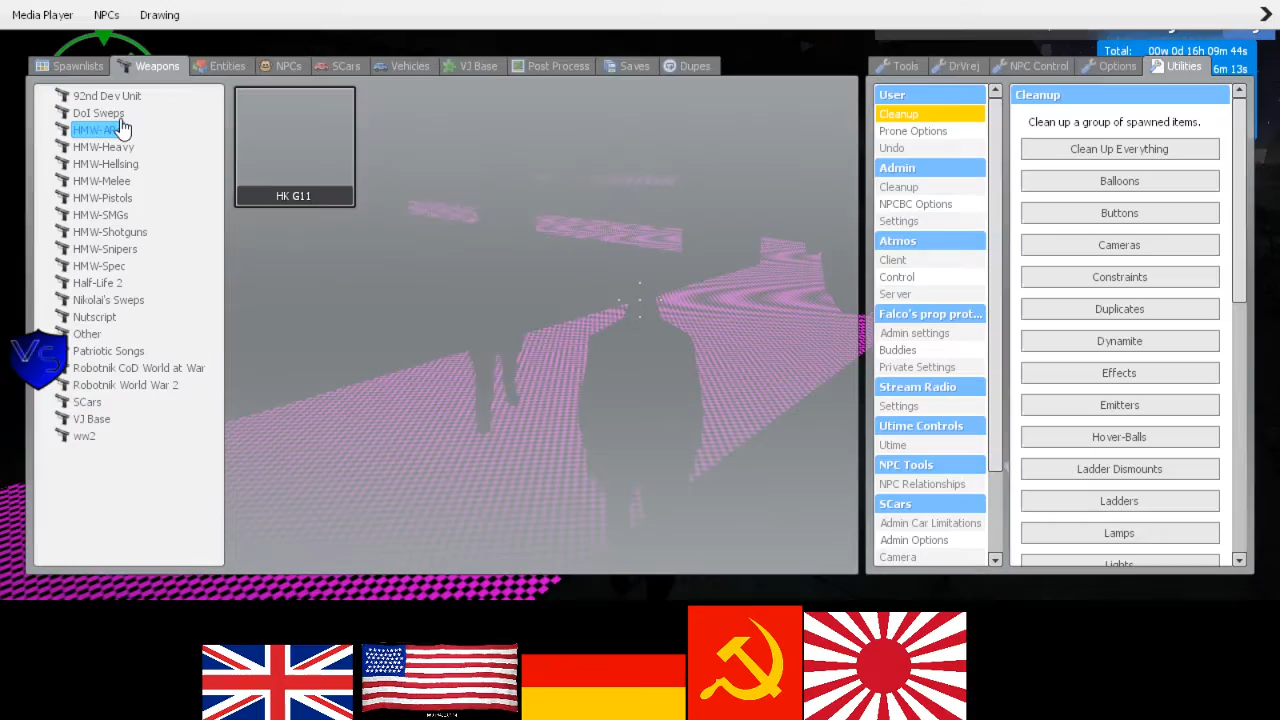 Media Player NPCs Drawing
Total: 00w 0d 16h 09m 44s
6m 13s
Spawnlists Weapons Entities NPCs SCars Vehicles VJ Base Post Process Saves Dupes
Tools DrVrej NPC Control Options Utilities
92nd Dev Unit
DoI Sweps
HMW-Heavy
HMW-Hellsing
HMW-Melee
HMW-Pistols
HMW-SMGs
HMW-Shotguns
HMW-Snipers
HMW-Spec
Half-Life 2
Nikolai's Sweps
Nutscript
Other
Patriotic Songs
Robotnik CoD World at War
Robotnik World War 2
SCars
VJ Base
ww2
VS
HK G11
User
Cleanup
Prone Options
Undo
Admin
Cleanup
NPCBC Options
Settings
Atmos
Client
Control
Server
Falco's prop prot...
Admin settings
Buddies
Private Settings
Stream Radio
Settings
Utime Controls
Utime
NPC Tools
NPC Relationships
SCars
Admin Car Limitations
Admin Options
Camera
Cleanup
Clean up a group of spawned items.
Clean Up Everything
Balloons
Buttons
Cameras
Constraints
Duplicates
Dynamite
Effects
Emitters
Hover-Balls
Ladder Dismounts
Ladders
Lamps
Lights